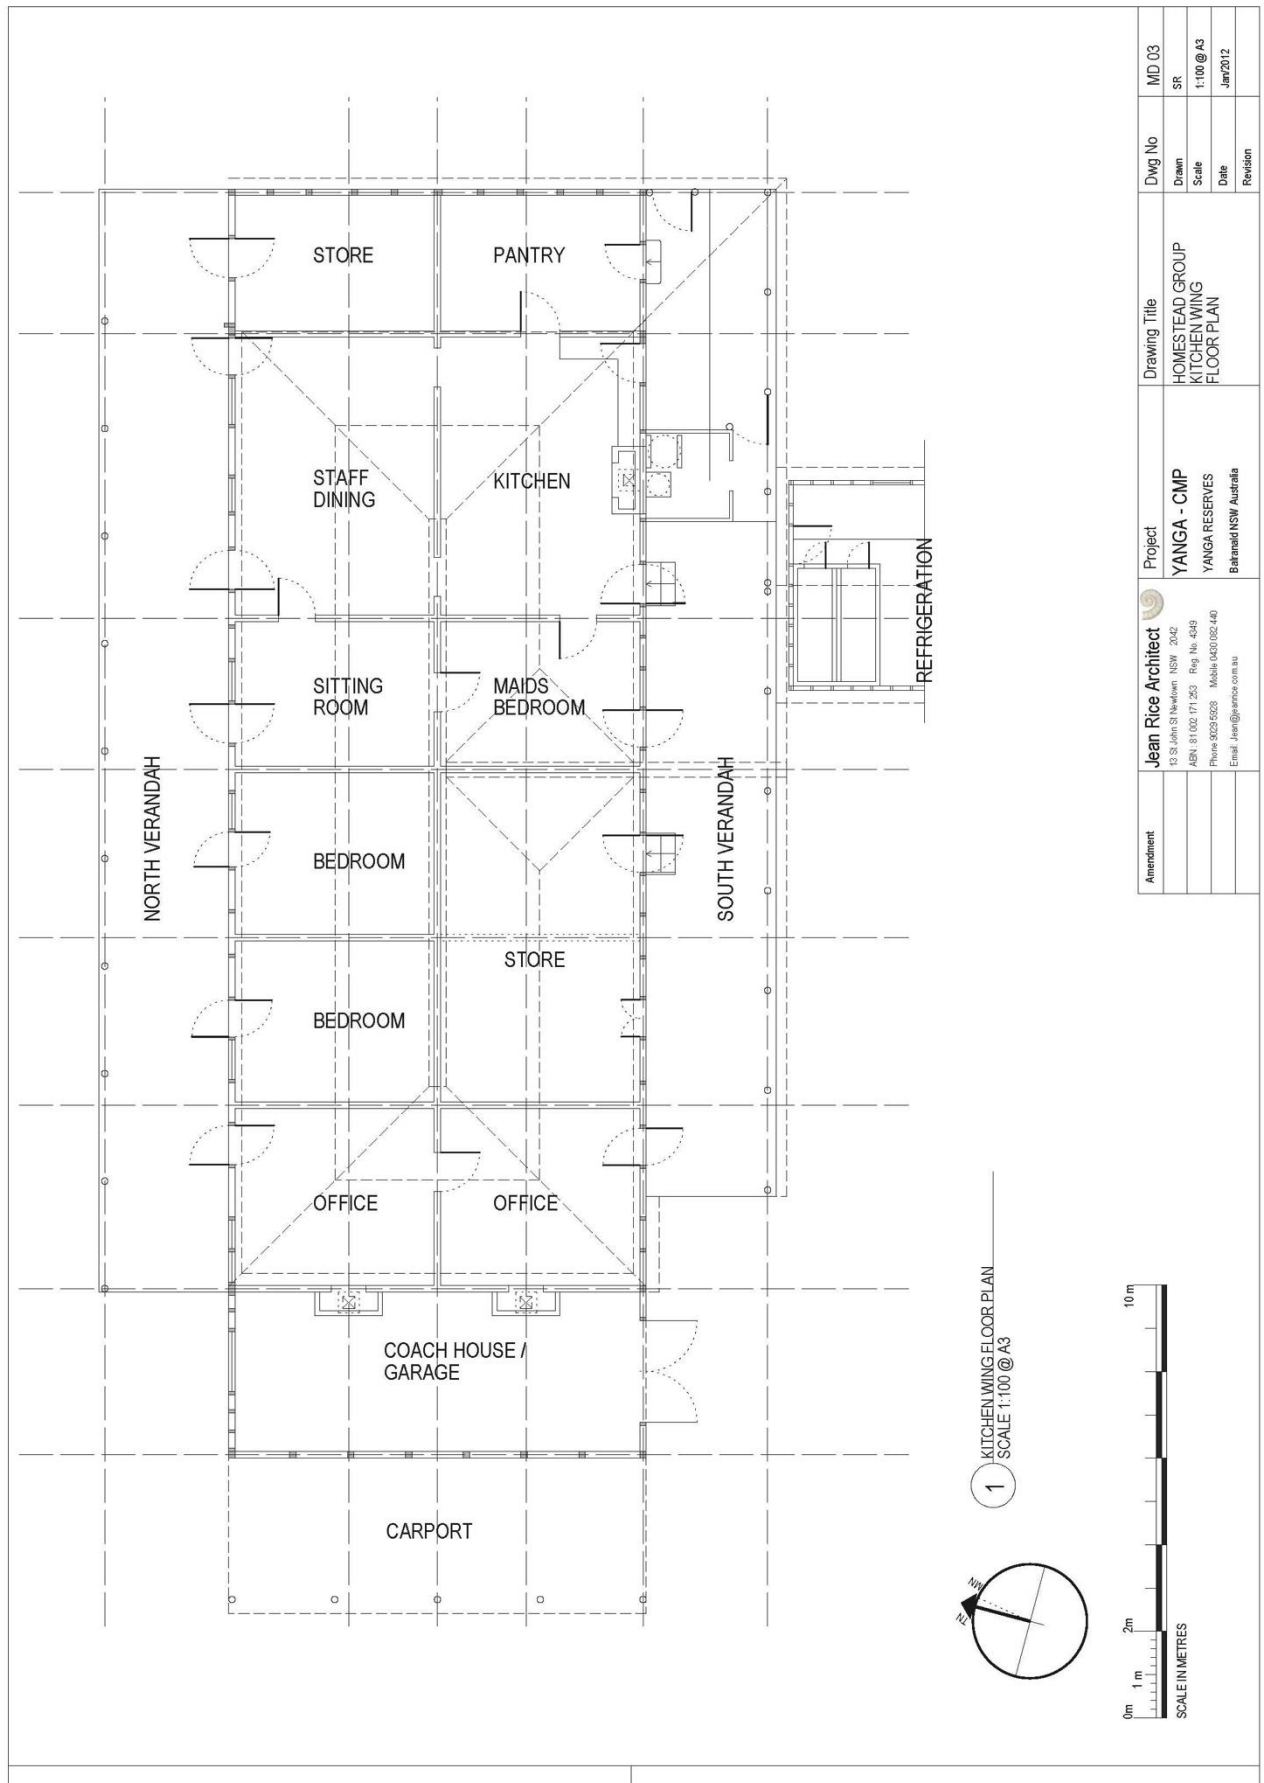 STORE
PANTRY
STAFF
DINING
KITCHEN
SITTING
ROOM
MAIDS
BEDROOM
REFRIGERATION
NORTH VERANDAH
BEDROOM
SOUTH VERANDAH
STORE
BEDROOM
OFFICE
OFFICE
COACH HOUSE /
GARAGE
CARPORT
1
KITCHEN WING FLOOR PLAN
SCALE 1:100 @ A3
TN
MN
0m
1 m
2m
10 m
SCALE IN METRES
Amendment
Jean Rice Architect
13 St John St Newtown NSW 2042
ABN: 81 002 171 253 Reg. No. 4349
Phone 9029 5928 Mobile 0430 082 440
Email: Jean@jeanrice.com.au
Project
YANGA - CMP
YANGA RESERVES
Balranald NSW Australia
Drawing Title
HOMESTEAD GROUP
KITCHEN WING
FLOOR PLAN
Dwg No MD 03
Drawn SR
Scale 1:100 @ A3
Date Jan/2012
Revision